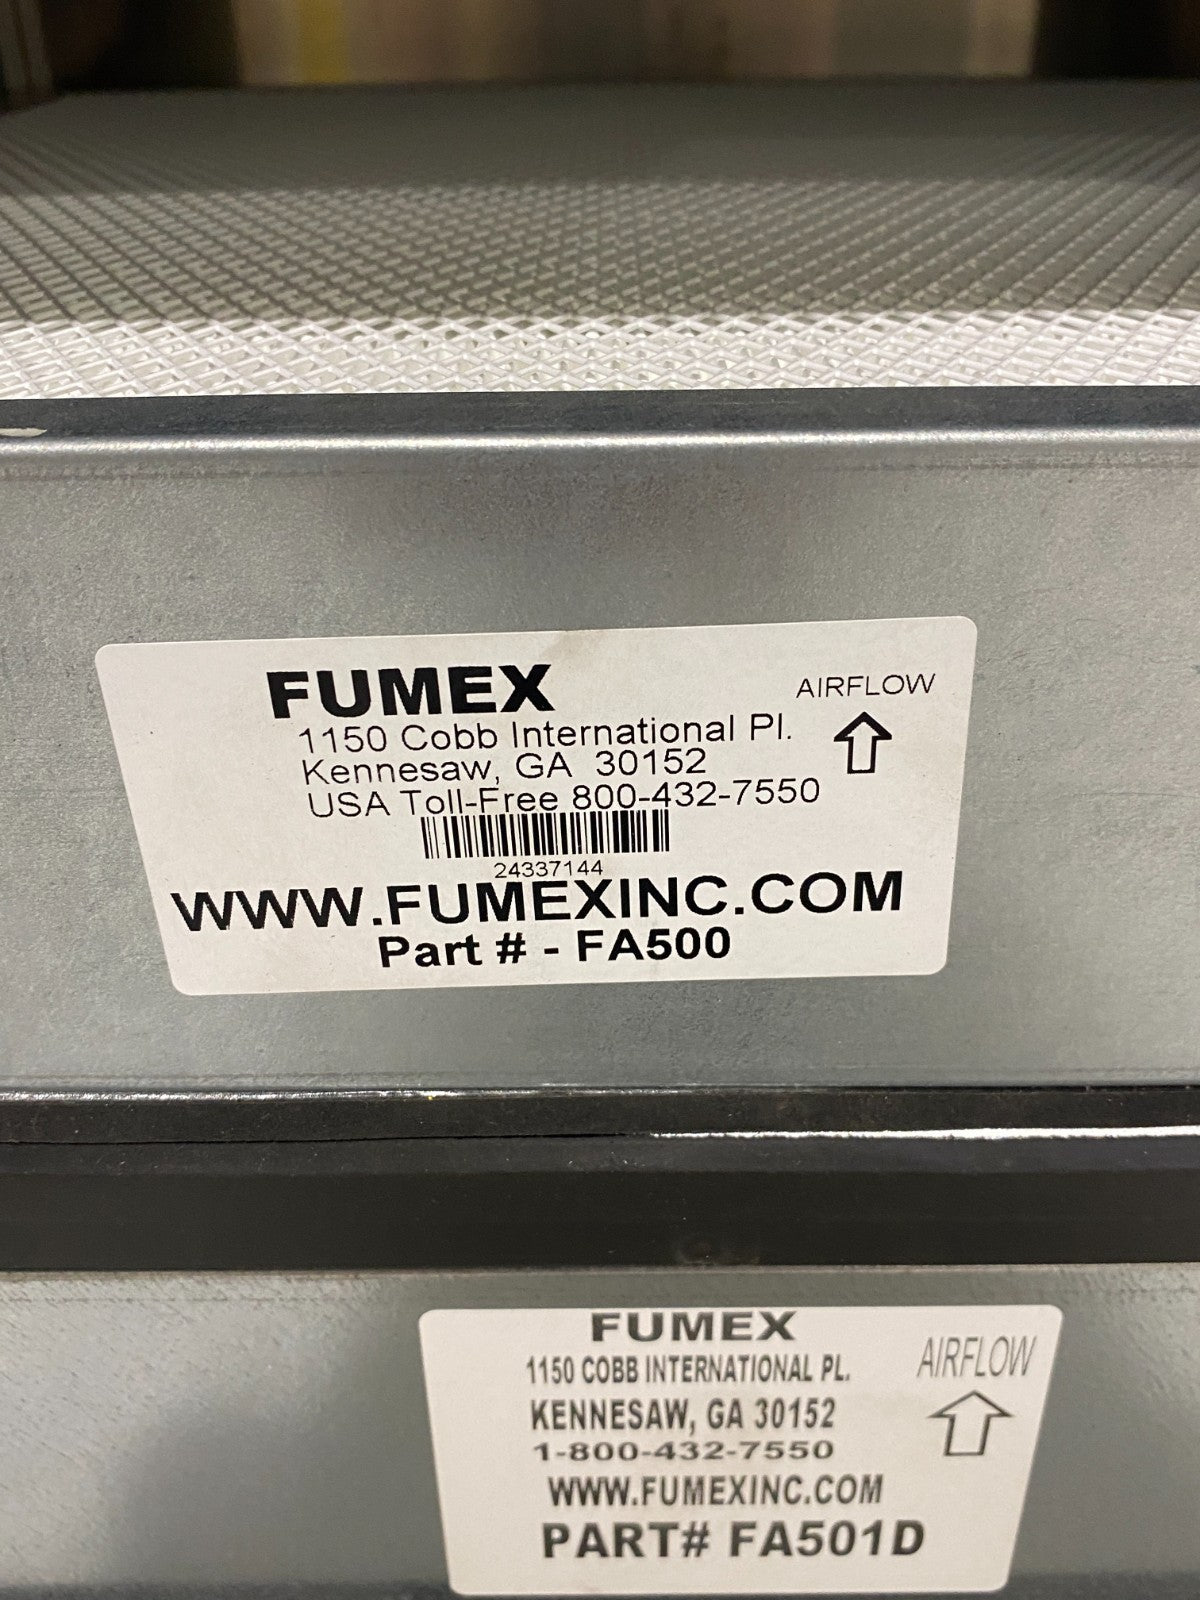 FUMEX
AIRFLOW
1150 Cobb International Pl.
Kennesaw, GA 30152
USA Toll-Free 800-432-7550
24337144
WWW.FUMEXINC.COM
Part # - FA500
FUMEX
AIRFLOW
1150 COBB INTERNATIONAL PL.
KENNESAW, GA 30152
1-800-432-7550
WWW.FUMEXINC.COM
PART# FA501D